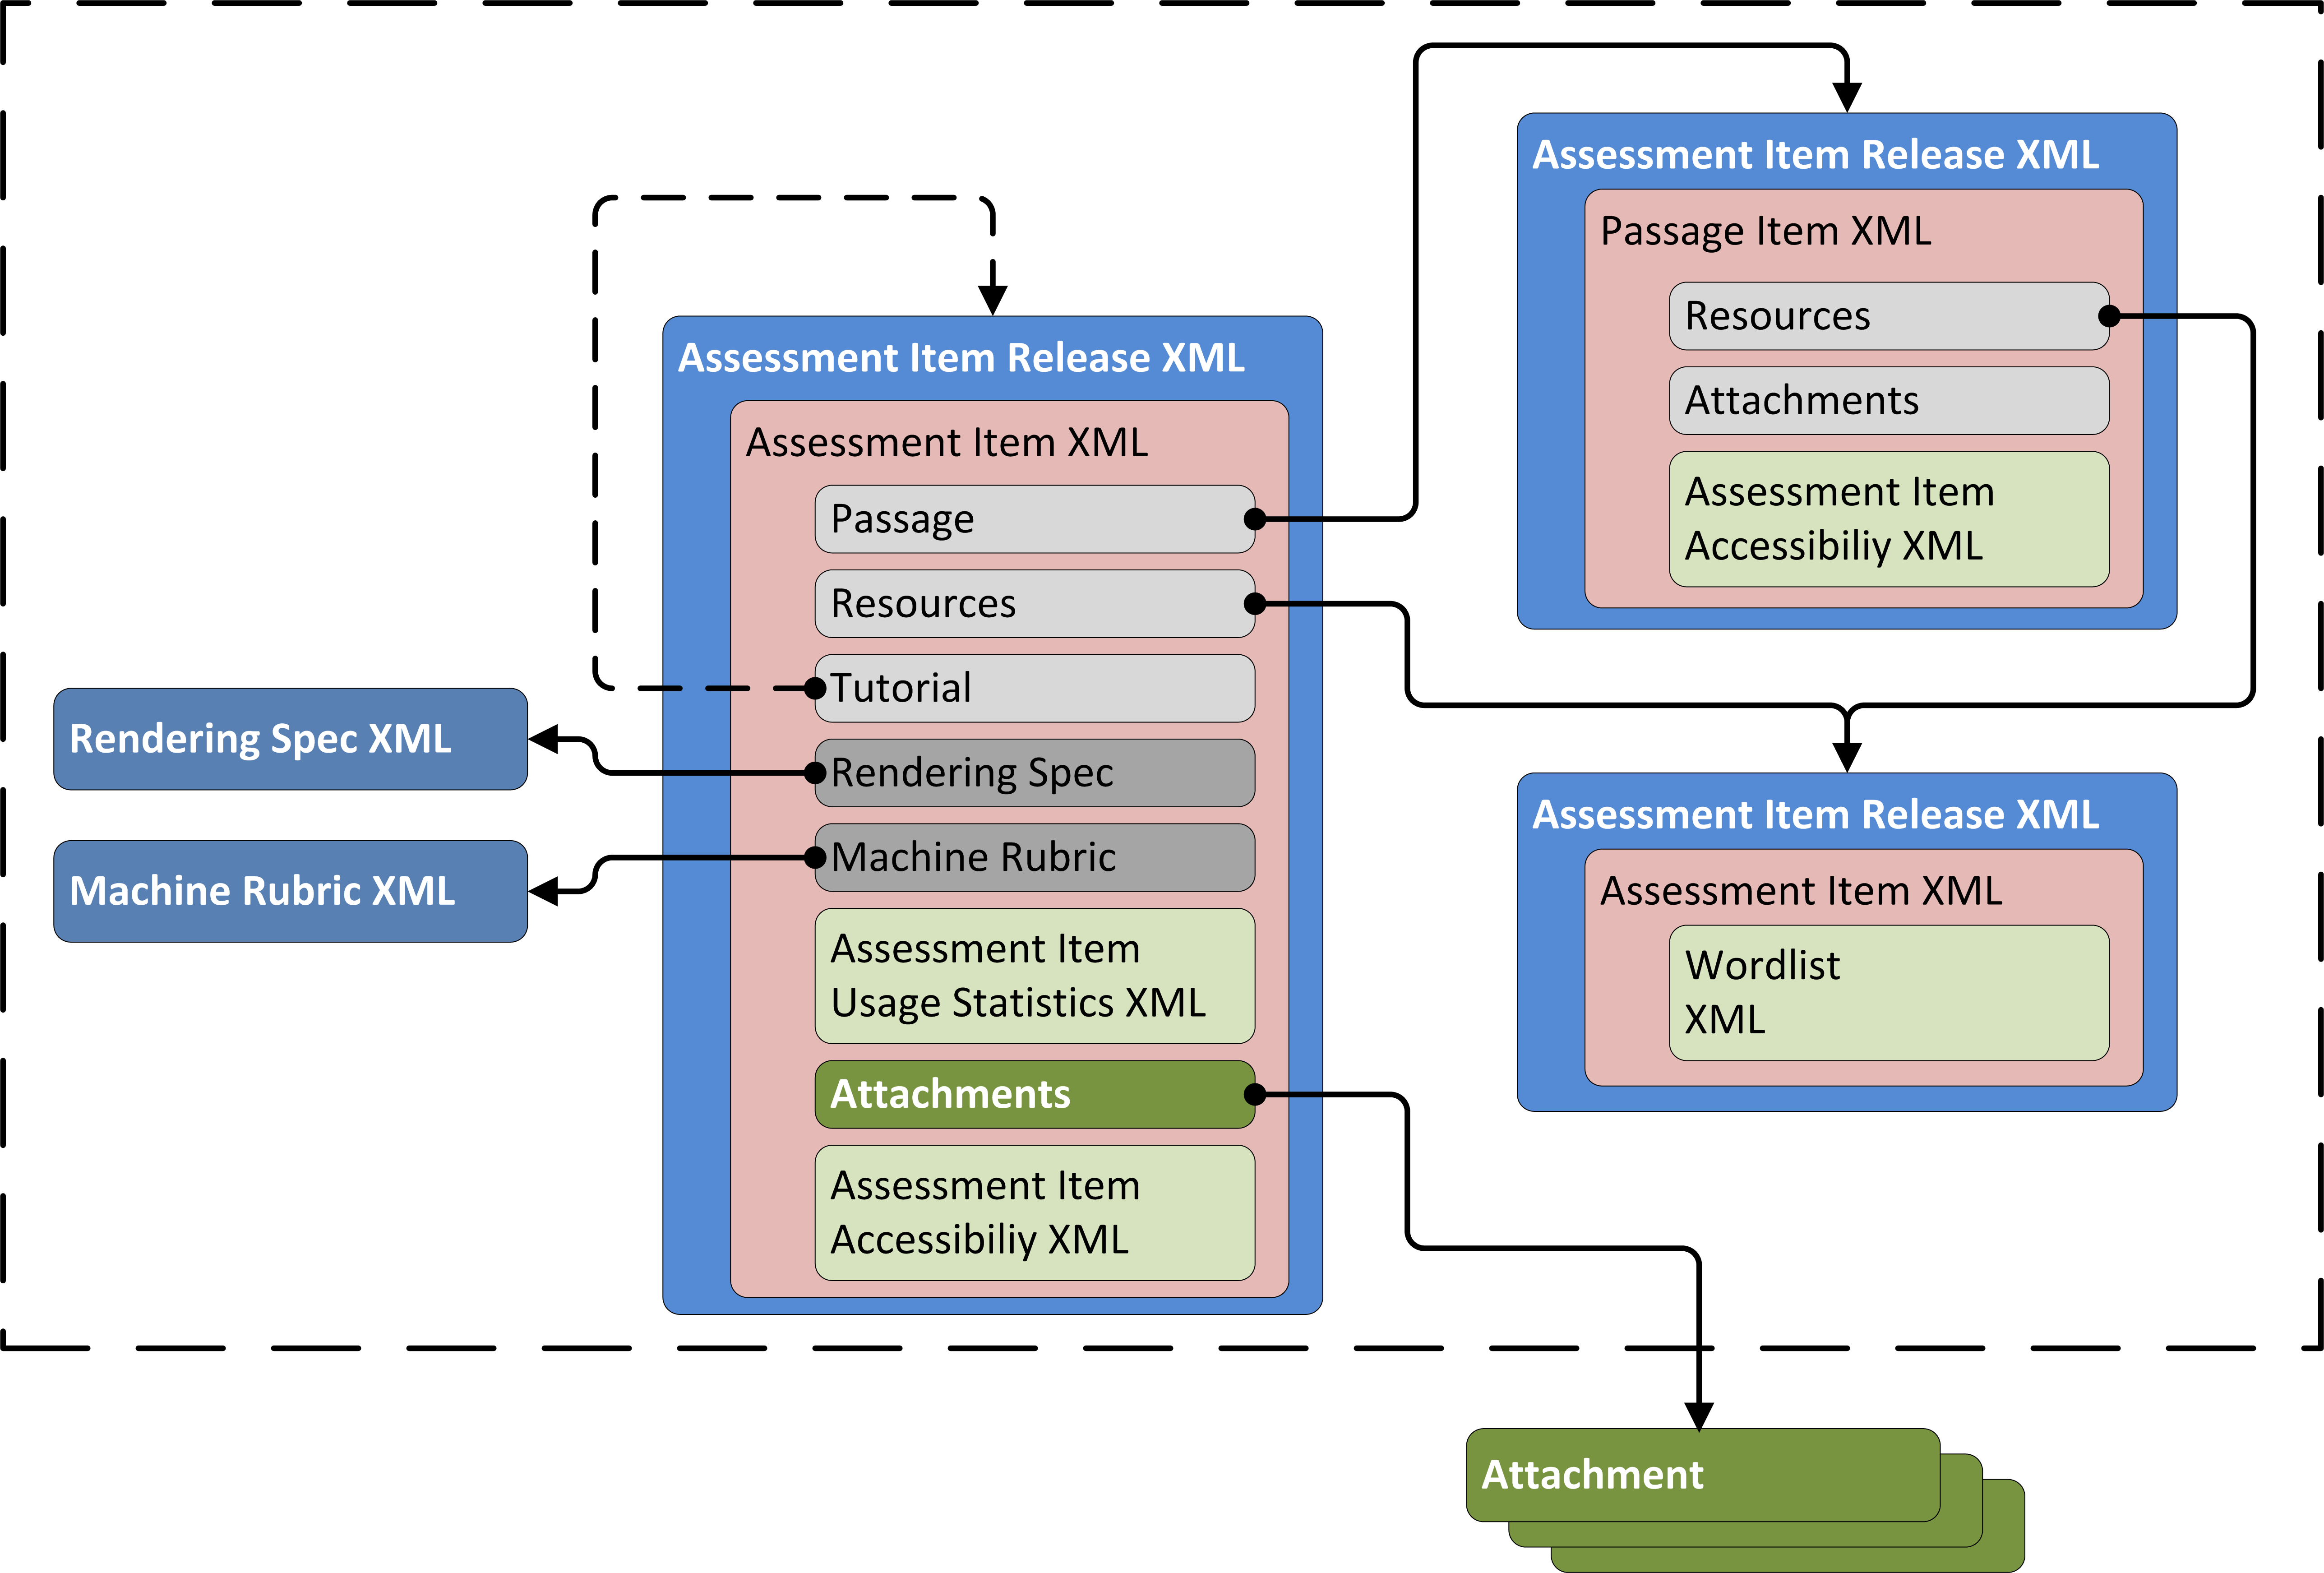 Assessment Item Release XML
Passage Item XML
Resources
Attachments
Assessment Item
Accessibiliy XML
Assessment Item Release XML
Assessment Item XML
Passage
Resources
Tutorial
Rendering Spec
Machine Rubric
Assessment Item
Usage Statistics XML
Attachments
Assessment Item
Accessibiliy XML
Rendering Spec XML
Machine Rubric XML
Assessment Item Release XML
Assessment Item XML
Wordlist
XML
Attachment